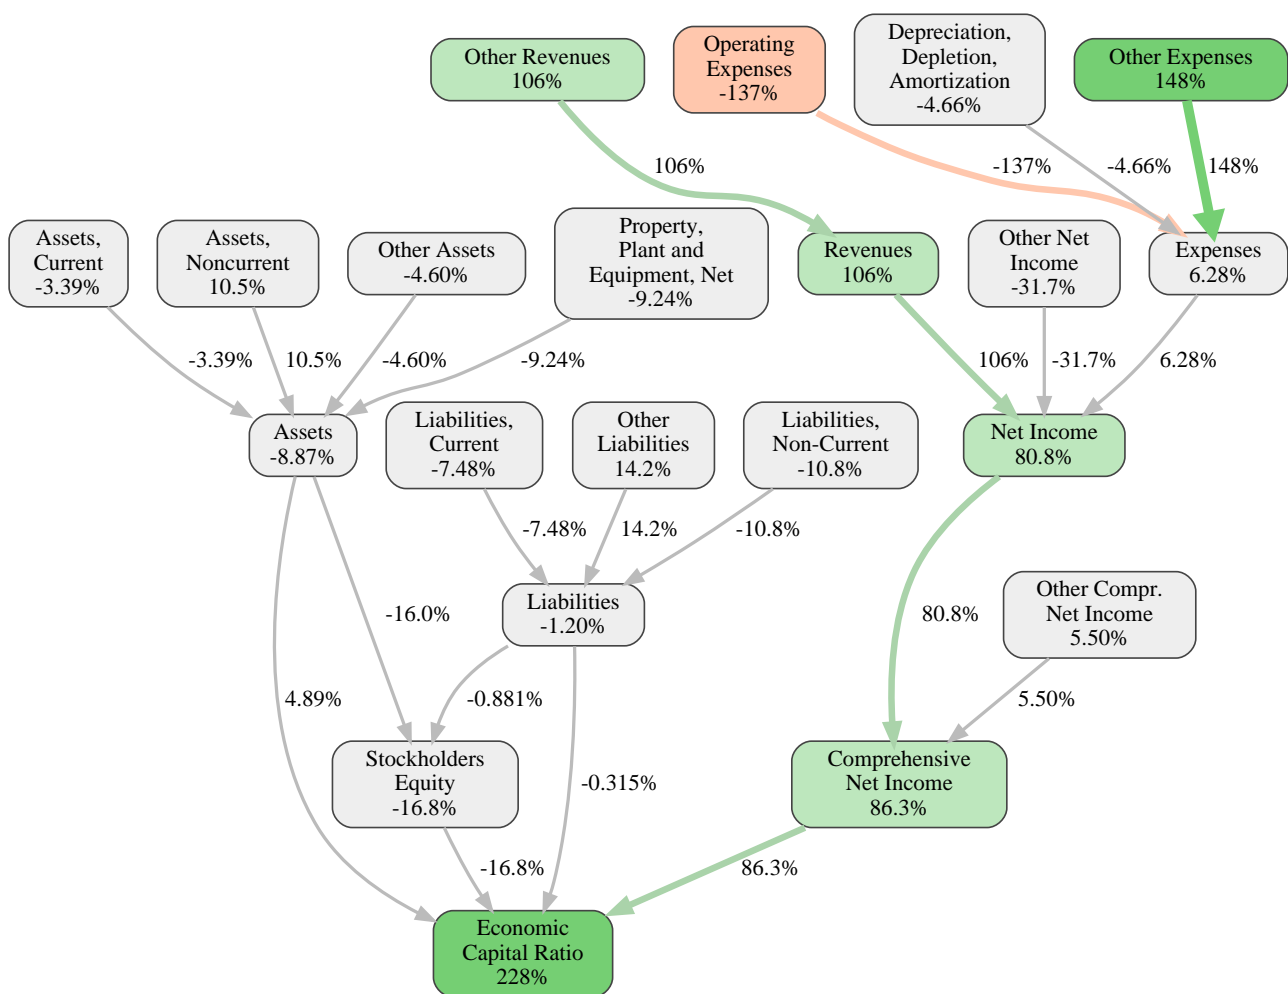 Other Revenues
106%
Operating
Expenses
-137%
Depreciation,
Depletion,
Amortization
-4.66%
Other Expenses
148%
106%
-137%
-4.66%
148%
Assets,
Current
-3.39%
Assets,
Noncurrent
10.5%
Other Assets
-4.60%
Property,
Plant and
Equipment, Net
-9.24%
Revenues
106%
Other Net
Income
-31.7%
Expenses
6.28%
-3.39%
10.5%
-4.60%
-9.24%
106%
-31.7%
6.28%
Assets
-8.87%
Liabilities,
Current
-7.48%
Other
Liabilities
14.2%
Liabilities,
Non-Current
-10.8%
Net Income
80.8%
-7.48%
14.2%
-10.8%
Liabilities
-1.20%
-16.0%
80.8%
Other Compr.
Net Income
5.50%
4.89%
-0.881%
5.50%
Stockholders
Equity
-16.8%
-0.315%
Comprehensive
Net Income
86.3%
-16.8%
86.3%
Economic
Capital Ratio
228%